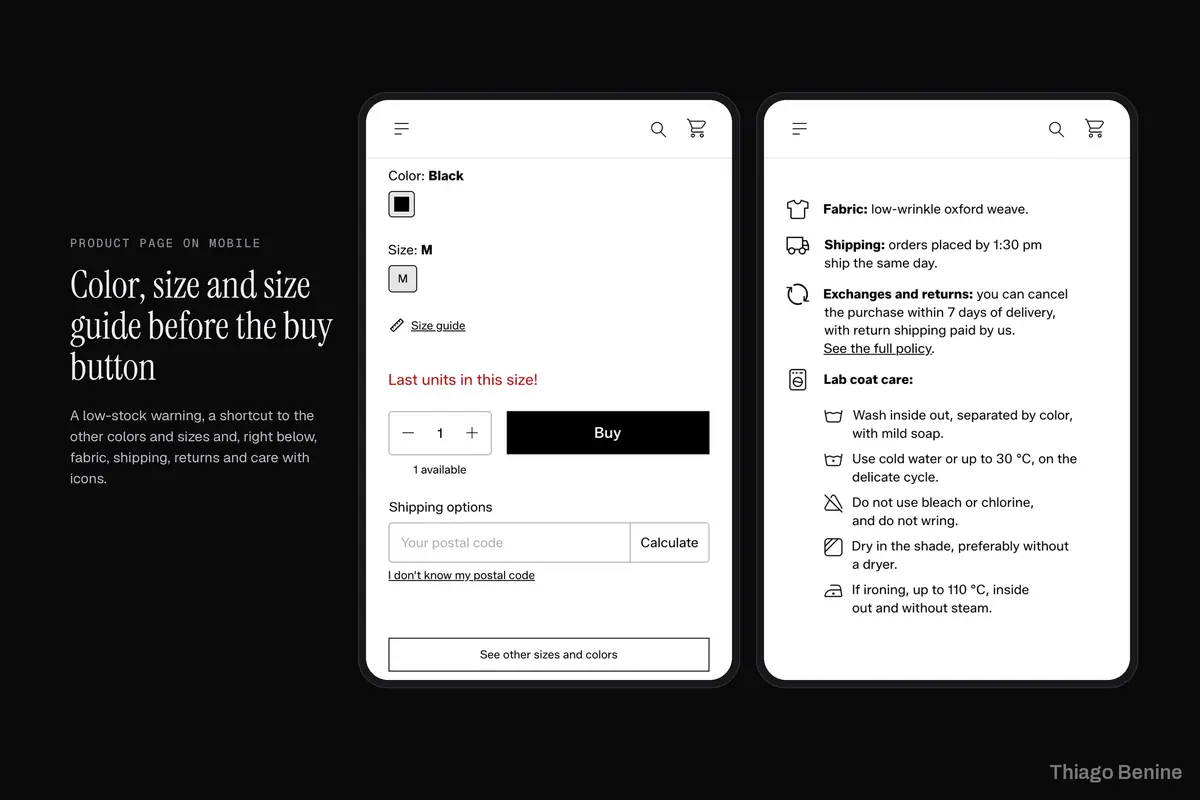 PRODUCT PAGE ON MOBILE
Color, size and size
guide before the buy
button
A low-stock warning, a shortcut to the
other colors and sizes and, right below,
fabric, shipping, returns and care with
icons.
Color: Black
Size: M
M
Size guide
Last units in this size!
1
Buy
1 available
Shipping options
Your postal code
Calculate
I don't know my postal code
See other sizes and colors
Fabric: low-wrinkle oxford weave.
Shipping: orders placed by 1:30 pm
ship the same day.
Exchanges and returns: you can cancel
the purchase within 7 days of delivery,
with return shipping paid by us.
See the full policy.
Lab coat care:
Wash inside out, separated by color,
with mild soap.
Use cold water or up to 30 °C, on the
delicate cycle.
Do not use bleach or chlorine,
and do not wring.
Dry in the shade, preferably without
a dryer.
If ironing, up to 110 °C, inside
out and without steam.
Thiago Benine